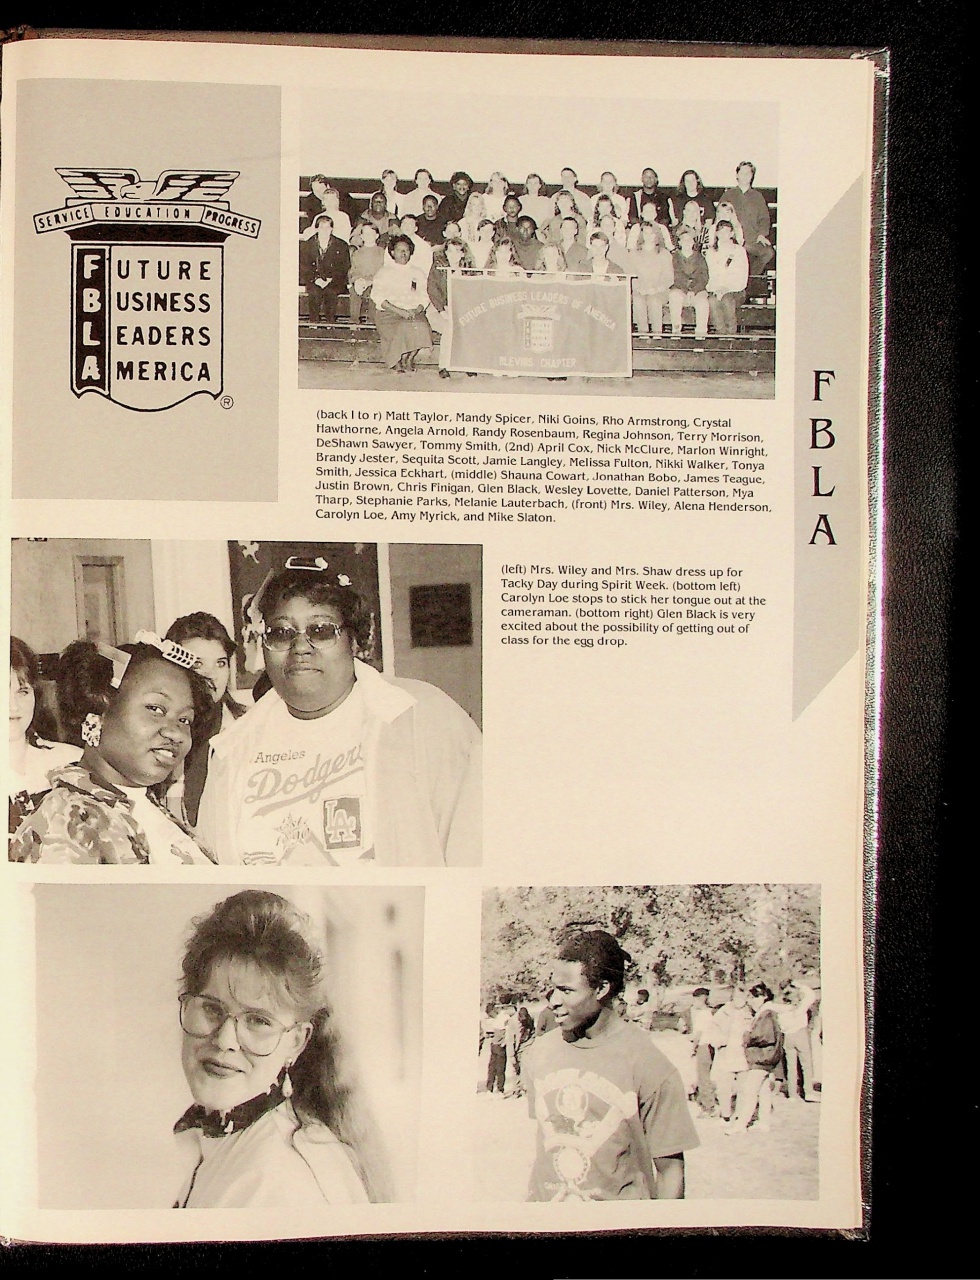 SERVICE EDUCATION PROGRESS
FUTURE
BUSINESS
LEADERS
AMERICA
®
FUTURE BUSINESS LEADERS OF AMERICA
BLEVINS CHAPTER
(back l to r) Matt Taylor, Mandy Spicer, Niki Goins, Rho Armstrong, Crystal
Hawthorne, Angela Arnold, Randy Rosenbaum, Regina Johnson, Terry Morrison,
DeShawn Sawyer, Tommy Smith, (2nd) April Cox, Nick McClure, Marlon Winright,
Brandy Jester, Sequita Scott, Jamie Langley, Melissa Fulton, Nikki Walker, Tonya
Smith, Jessica Eckhart, (middle) Shauna Cowart, Jonathan Bobo, James Teague,
Justin Brown, Chris Finigan, Glen Black, Wesley Lovette, Daniel Patterson, Mya
Tharp, Stephanie Parks, Melanie Lauterbach, (front) Mrs. Wiley, Alena Henderson,
Carolyn Loe, Amy Myrick, and Mike Slaton.
F
B
L
A
(left) Mrs. Wiley and Mrs. Shaw dress up for
Tacky Day during Spirit Week. (bottom left)
Carolyn Loe stops to stick her tongue out at the
cameraman. (bottom right) Glen Black is very
excited about the possibility of getting out of
class for the egg drop.
Angeles
Dodgers
LA